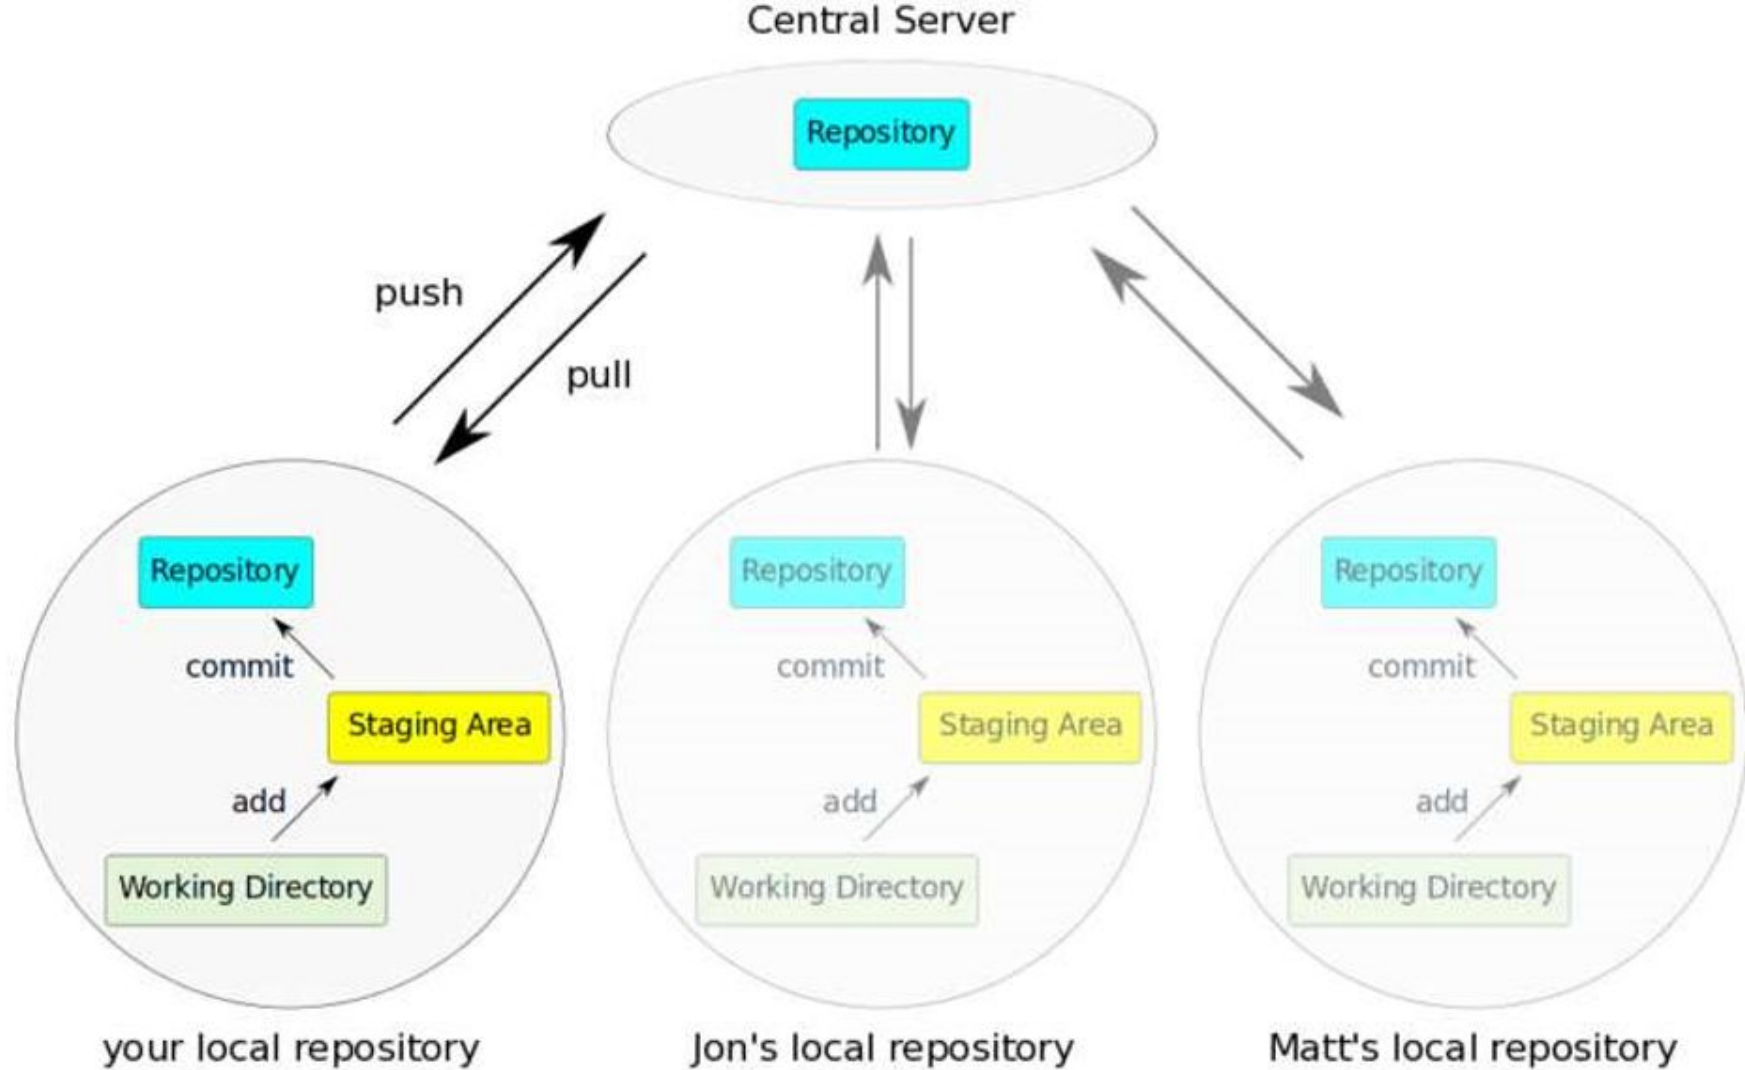 Central Server
Repository
push
pull
Repository
commit
Staging Area
add
Working Directory
your local repository
Repository
commit
Staging Area
add
Working Directory
Jon's local repository
Repository
commit
Staging Area
add
Working Directory
Matt's local repository